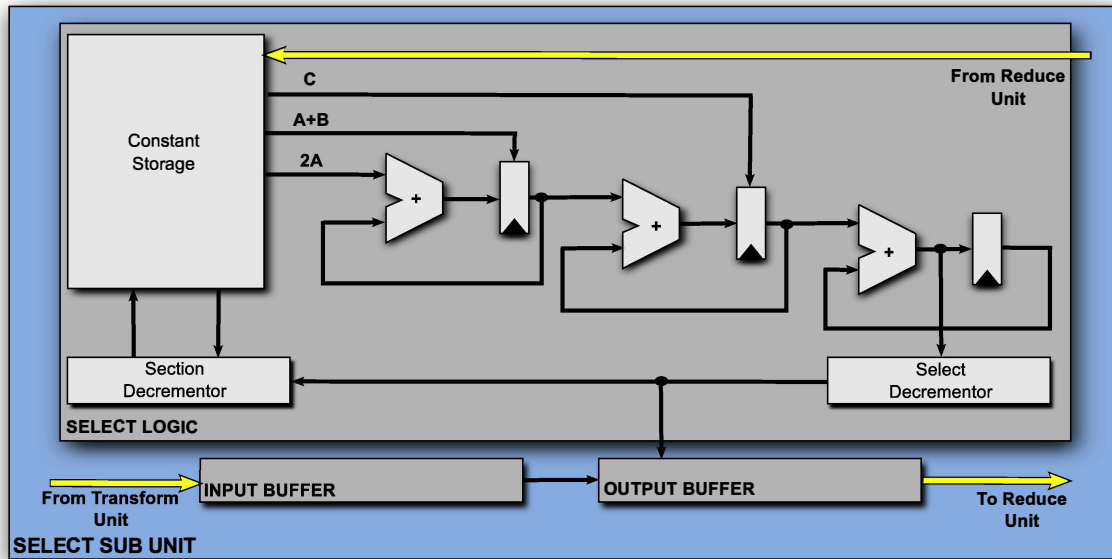 From Reduce
Unit
C
A+B
2A
Constant
Storage
+
+
+
Section
Decrementor
Select
Decrementor
SELECT LOGIC
From Transform
Unit
INPUT BUFFER
OUTPUT BUFFER
To Reduce
Unit
SELECT SUB UNIT